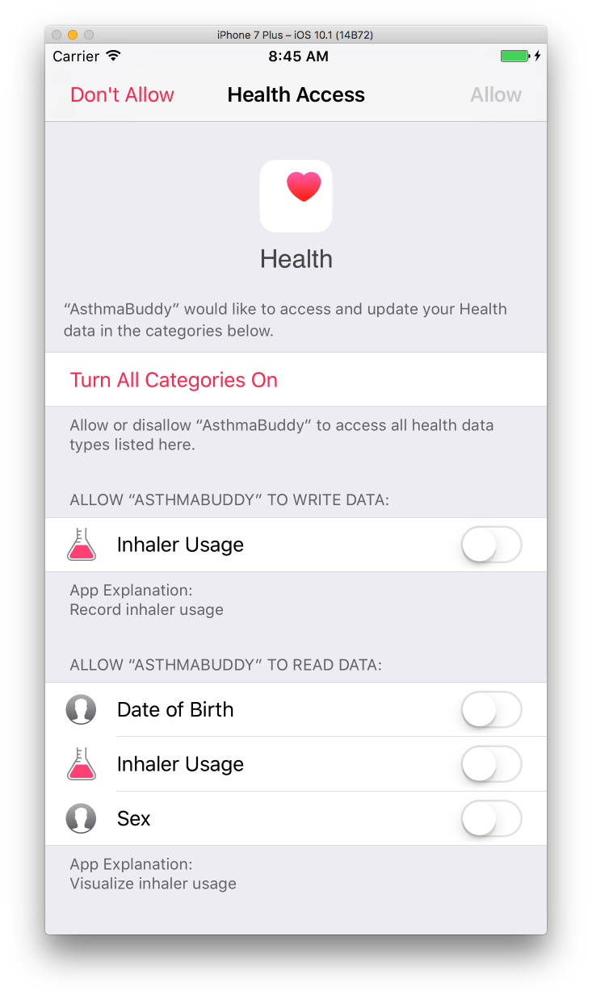 iPhone 7 Plus – iOS 10.1 (14B72)
Carrier 8:45 AM
Don't Allow Health Access Allow
Health
“AsthmaBuddy” would like to access and update your Health
data in the categories below.
Turn All Categories On
Allow or disallow “AsthmaBuddy” to access all health data
types listed here.
ALLOW “ASTHMABUDDY” TO WRITE DATA:
Inhaler Usage
App Explanation:
Record inhaler usage
ALLOW “ASTHMABUDDY” TO READ DATA:
Date of Birth
Inhaler Usage
Sex
App Explanation:
Visualize inhaler usage